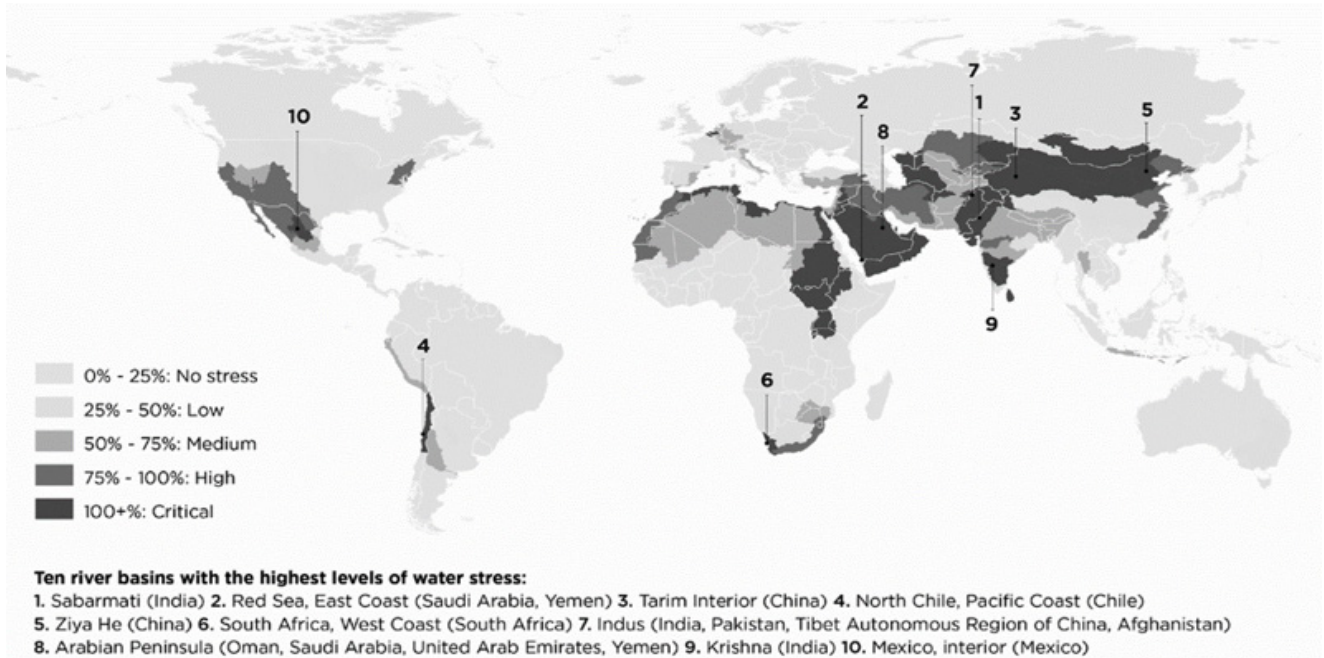 7
2
1
3
5
10
8
9
4
6
0% - 25%: No stress
25% - 50%: Low
50% - 75%: Medium
75% - 100%: High
100+%: Critical
Ten river basins with the highest levels of water stress:
1. Sabarmati (India) 2. Red Sea, East Coast (Saudi Arabia, Yemen) 3. Tarim Interior (China) 4. North Chile, Pacific Coast (Chile)
5. Ziya He (China) 6. South Africa, West Coast (South Africa) 7. Indus (India, Pakistan, Tibet Autonomous Region of China, Afghanistan)
8. Arabian Peninsula (Oman, Saudi Arabia, United Arab Emirates, Yemen) 9. Krishna (India) 10. Mexico, interior (Mexico)